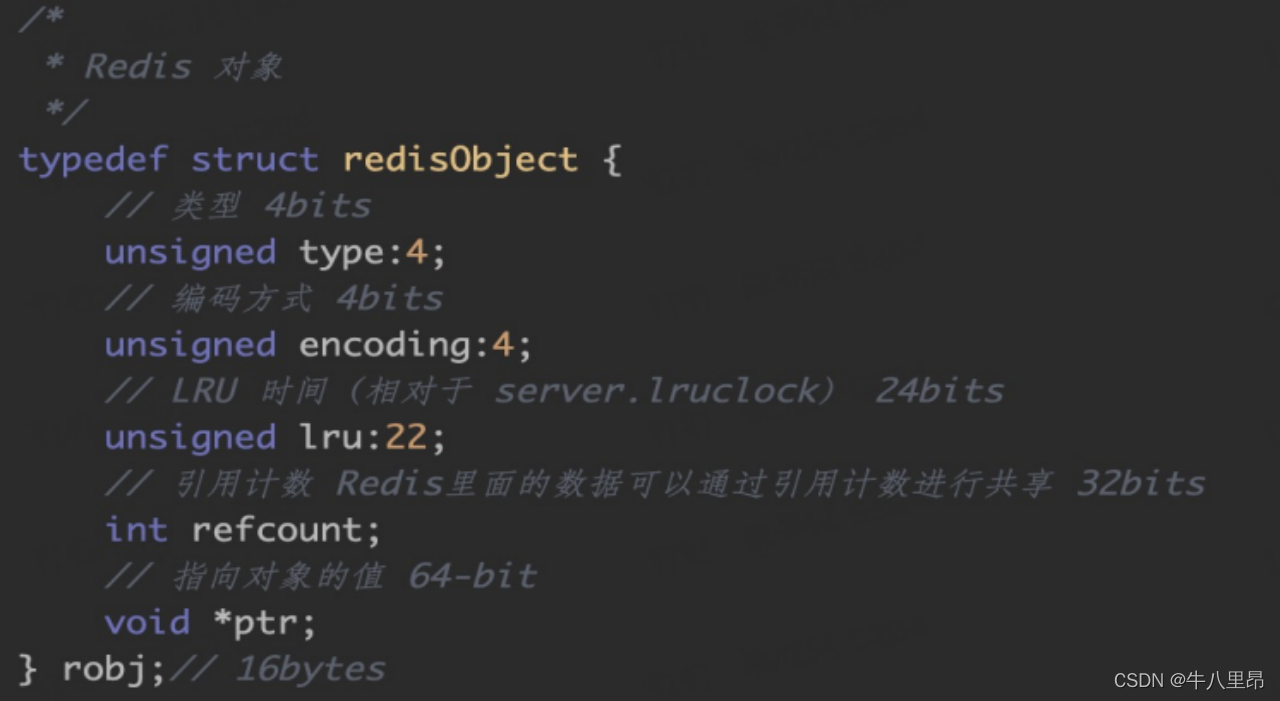 /*
 * Redis 对象
 */
typedef struct redisObject {
    // 类型 4bits
    unsigned type:4;
    // 编码方式 4bits
    unsigned encoding:4;
    // LRU 时间（相对于 server.lruclock） 24bits
    unsigned lru:22;
    // 引用计数 Redis里面的数据可以通过引用计数进行共享 32bits
    int refcount;
    // 指向对象的值 64-bit
    void *ptr;
} robj;// 16bytes
CSDN @牛八里昂